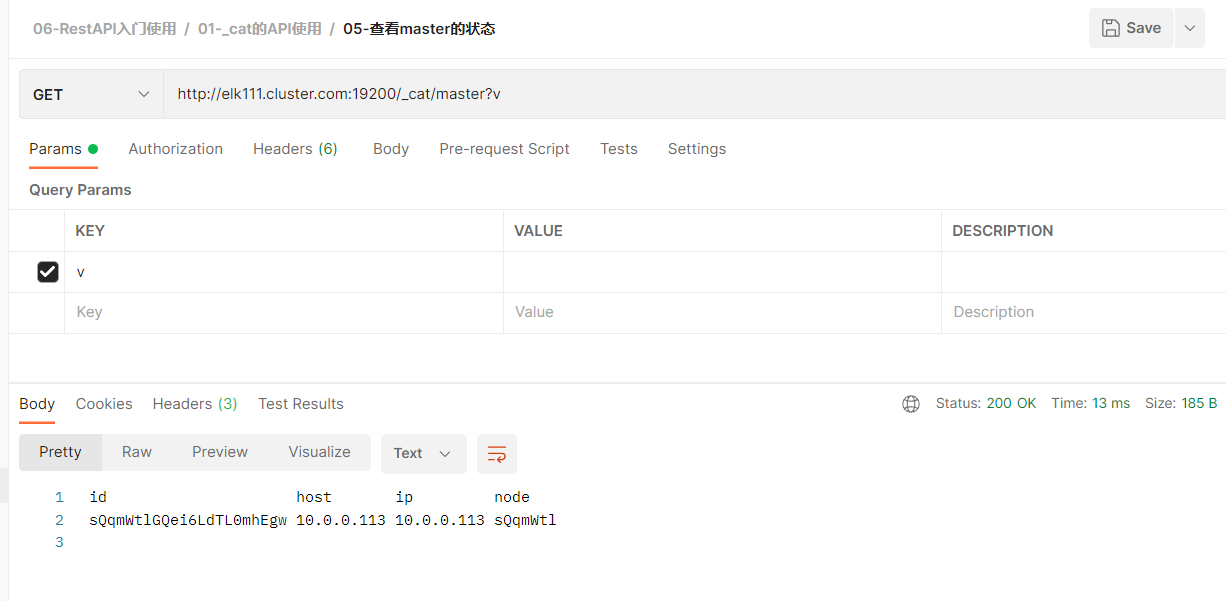 06-RestAPI入门使用 / 01-_cat的API使用 / 05-查看master的状态
Save
GET
http://elk111.cluster.com:19200/_cat/master?v
Params Authorization Headers (6) Body Pre-request Script Tests Settings
Query Params
KEY VALUE DESCRIPTION
v
Key Value Description
Body Cookies Headers (3) Test Results Status: 200 OK Time: 13 ms Size: 185 B
Pretty Raw Preview Visualize Text
1 id host ip node
2 sQqmWtlGQei6LdTL0mhEgw 10.0.0.113 10.0.0.113 sQqmWtl
3